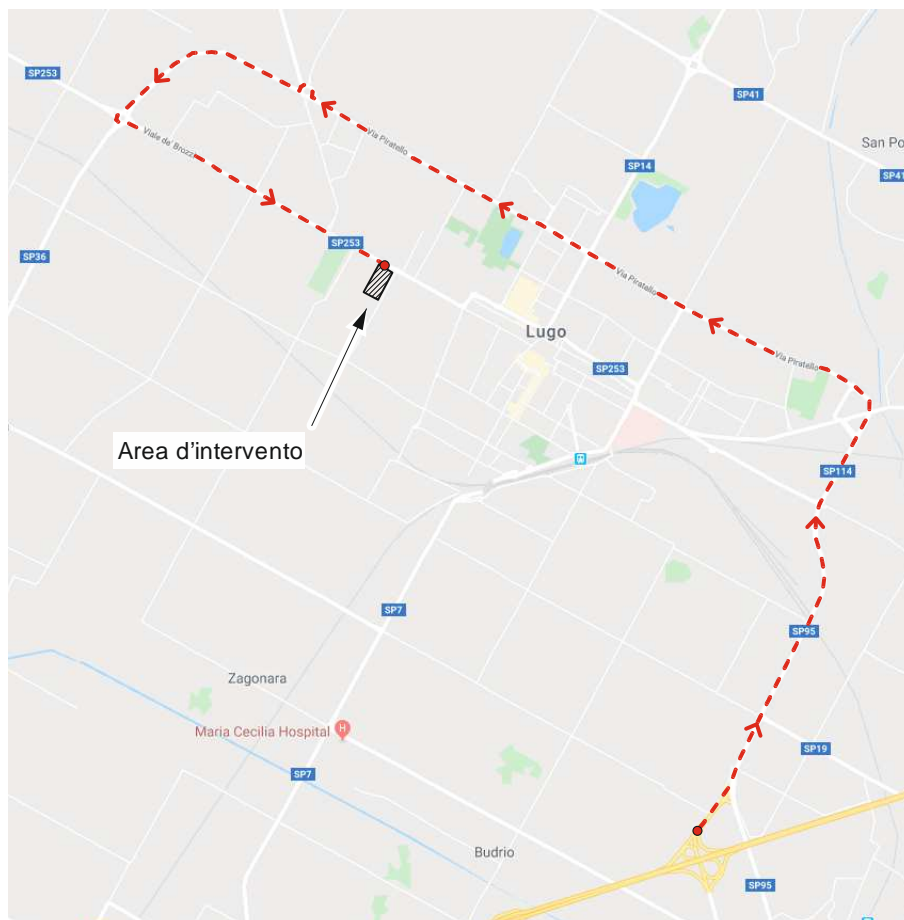 SP253
SP41
San Po
SP41
Viale de' Brozzi
Via Piratello
SP14
SP36
SP253
Via Piratello
Lugo
Via Piratello
SP253
Area d'intervento
SP114
SP7
SP95
Zagonara
Maria Cecilia Hospital
H
SP19
SP7
Budrio
SP95